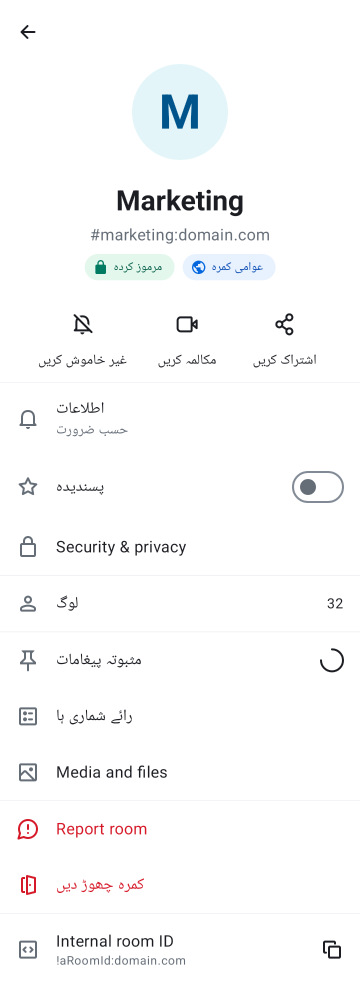 M
Marketing
#marketing:domain.com
مرموز کردہ
عوامی کمرہ
غیر خاموش کریں
مکالمہ کریں
اشتراک کریں
اطلاعات
حسب ضرورت
پسندیدہ
Security & privacy
لوگ
32
مثبوتہ پیغامات
رائے شماری ہا
Media and files
Report room
کمرہ چھوڑ دیں
Internal room ID
!aRoomId:domain.com